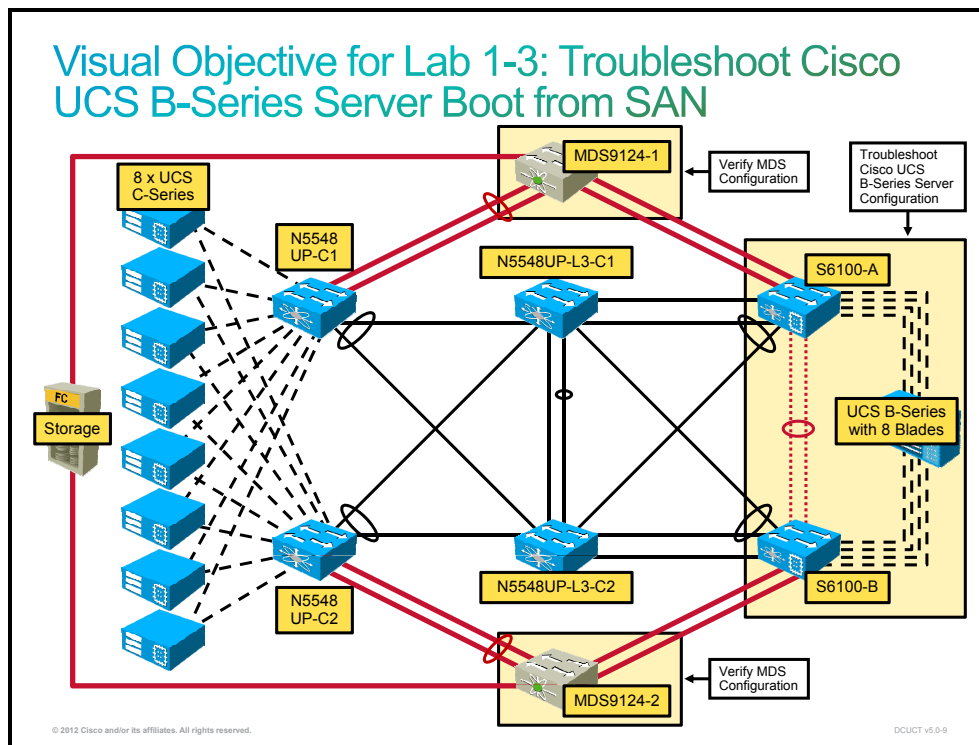 Visual Objective for Lab 1-3: Troubleshoot Cisco
UCS B-Series Server Boot from SAN
MDS9124-1
Verify MDS
Configuration
Troubleshoot
Cisco UCS
B-Series Server
Configuration
8 x UCS
C-Series
N5548
UP-C1
N5548UP-L3-C1
S6100-A
FC
Storage
UCS B-Series
with 8 Blades
N5548
UP-C2
N5548UP-L3-C2
S6100-B
MDS9124-2
Verify MDS
Configuration
© 2012 Cisco and/or its affiliates. All rights reserved.
DCUCT v5.0-9